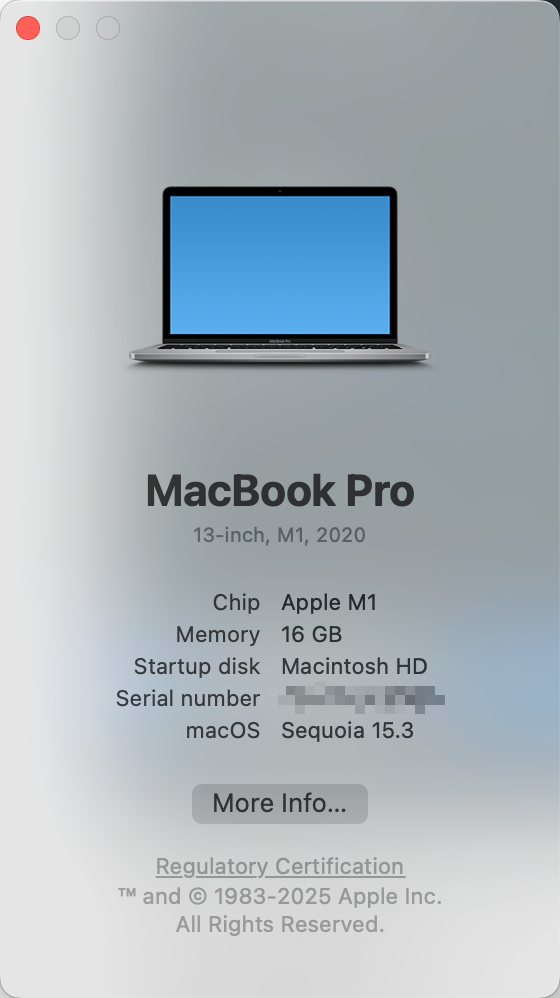 MacBook Pro
13-inch, M1, 2020
Chip Apple M1
Memory 16 GB
Startup disk Macintosh HD
Serial number
macOS Sequoia 15.3
More Info...
Regulatory Certification
™ and © 1983-2025 Apple Inc.
All Rights Reserved.